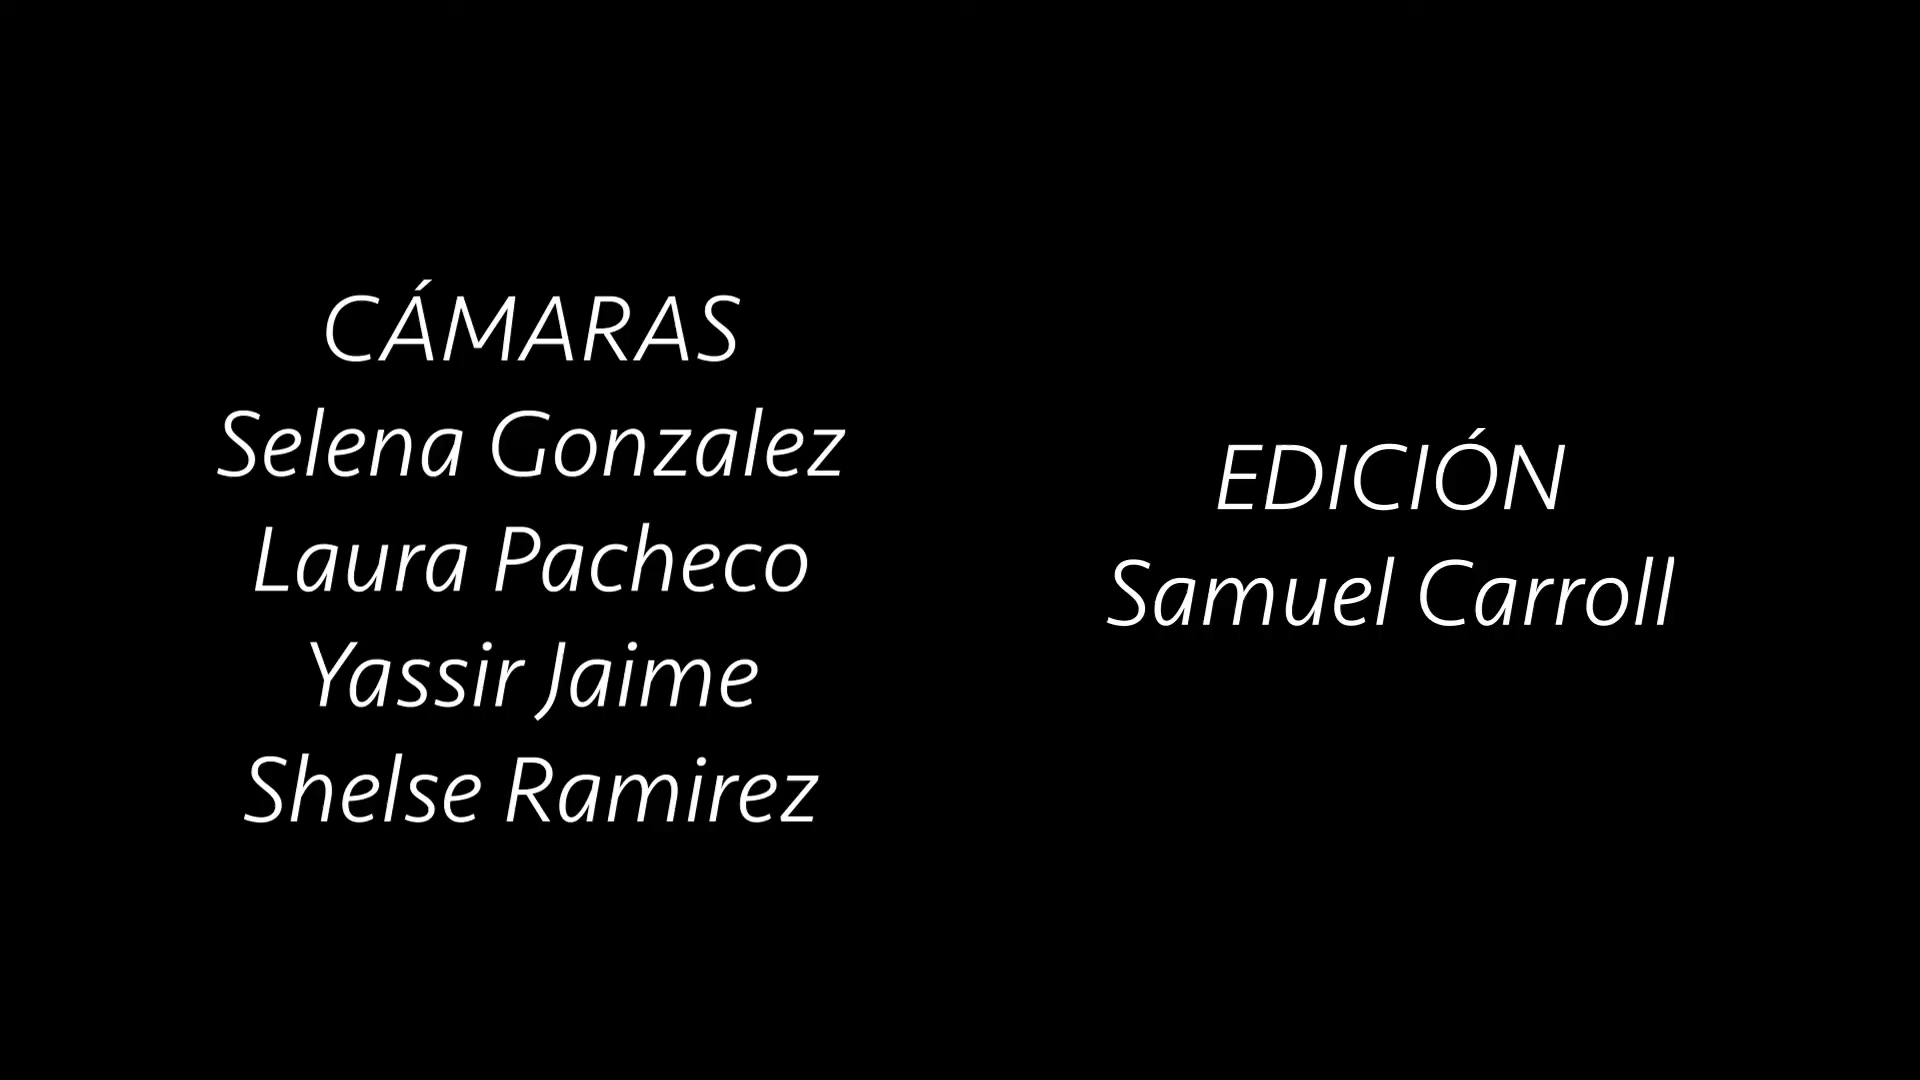 CÁMARAS
Selena Gonzalez
Laura Pacheco
Yassir Jaime
Shelse Ramirez
EDICIÓN
Samuel Carroll